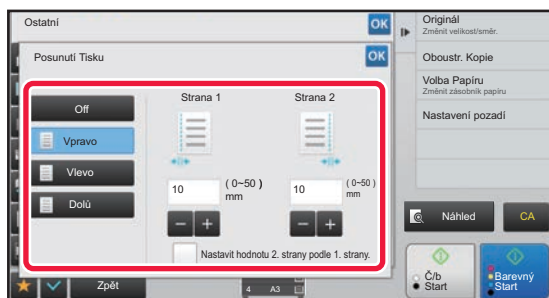 Ostatní
OK
Posunutí Tisku
OK
Off
Vpravo
Vlevo
Dolů
Strana 1
Strana 2
10
( 0~50 )
mm
10
( 0~50 )
mm
Nastavit hodnotu 2. strany podle 1. strany.
Zpět
4 A3
Originál
Změnit velikost/směr.
Oboustr. Kopie
Volba Papíru
Změnit zásobník papíru
Nastavení pozadí
Náhled
CA
Č/b
Start
Barevný
Start